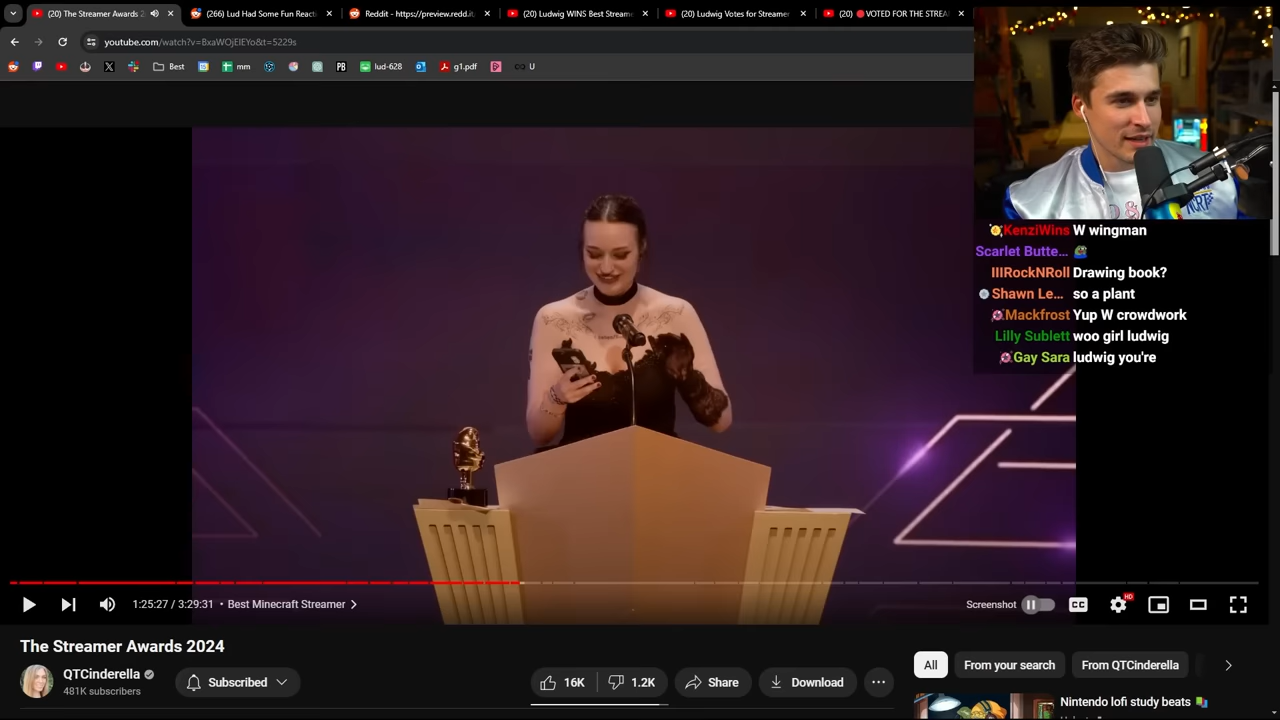 (20) The Streamer Awards 2
(266) Lud Had Some Fun React
Reddit - https://preview.redd.it
(20) Ludwig WINS Best Stream
(20) Ludwig Votes for Streamer
(20) 🔴VOTED FOR THE STREA
youtube.com/watch?v=BxaWOjEIEYo&t=5229s
Best
mm
PB
lud-628
g1.pdf
U
KenziWins W wingman
Scarlet Butte...
IIIRockNRoll Drawing book?
Shawn Le... so a plant
Mackfrost Yup W crowdwork
Lilly Sublett woo girl ludwig
Gay Sara ludwig you're
1:25:27 / 3:29:31 • Best Minecraft Streamer
Screenshot
CC
HD
The Streamer Awards 2024
QTCinderella
481K subscribers
Subscribed
16K
1.2K
Share
Download
All
From your search
From QTCinderella
Nintendo lofi study beats